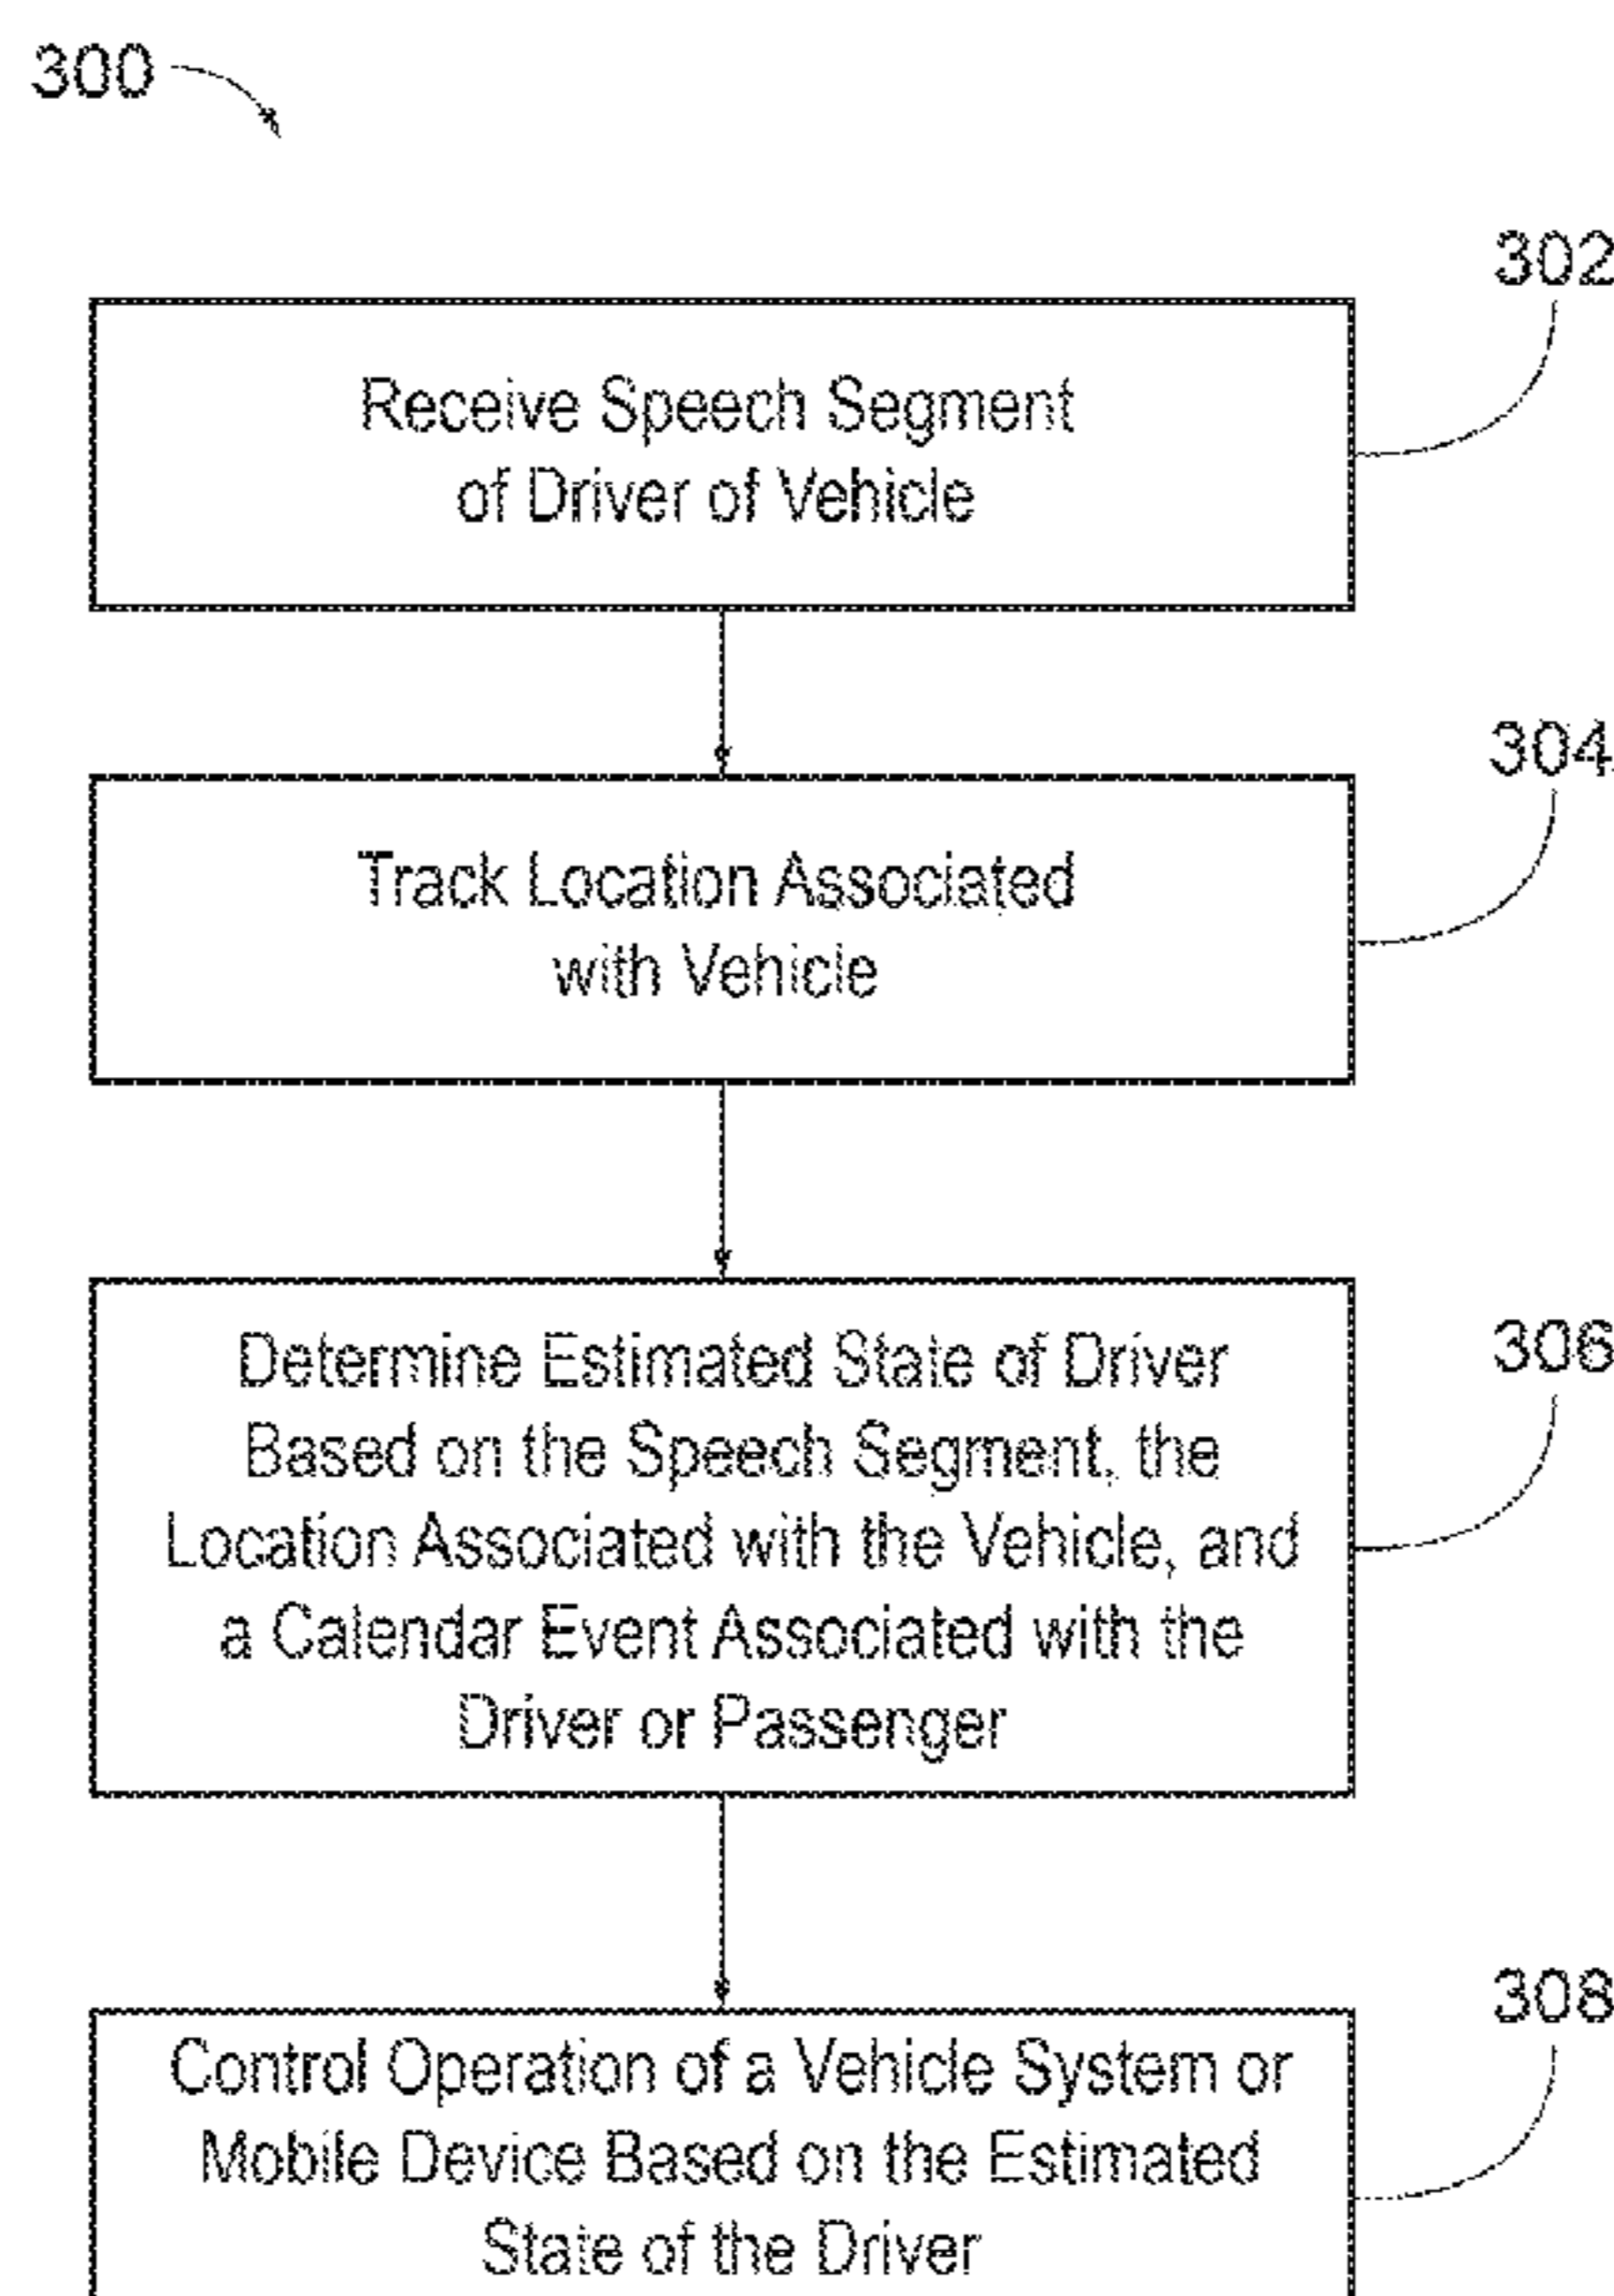 300
302
Receive Speech Segment
of Driver of Vehicle
304
Track Location Associated
with Vehicle
306
Determine Estimated State of Driver
Based on the Speech Segment, the
Location Associated with the Vehicle, and
a Calendar Event Associated with the
Driver or Passenger
308
Control Operation of a Vehicle System or
Mobile Device Based on the Estimated
State of the Driver